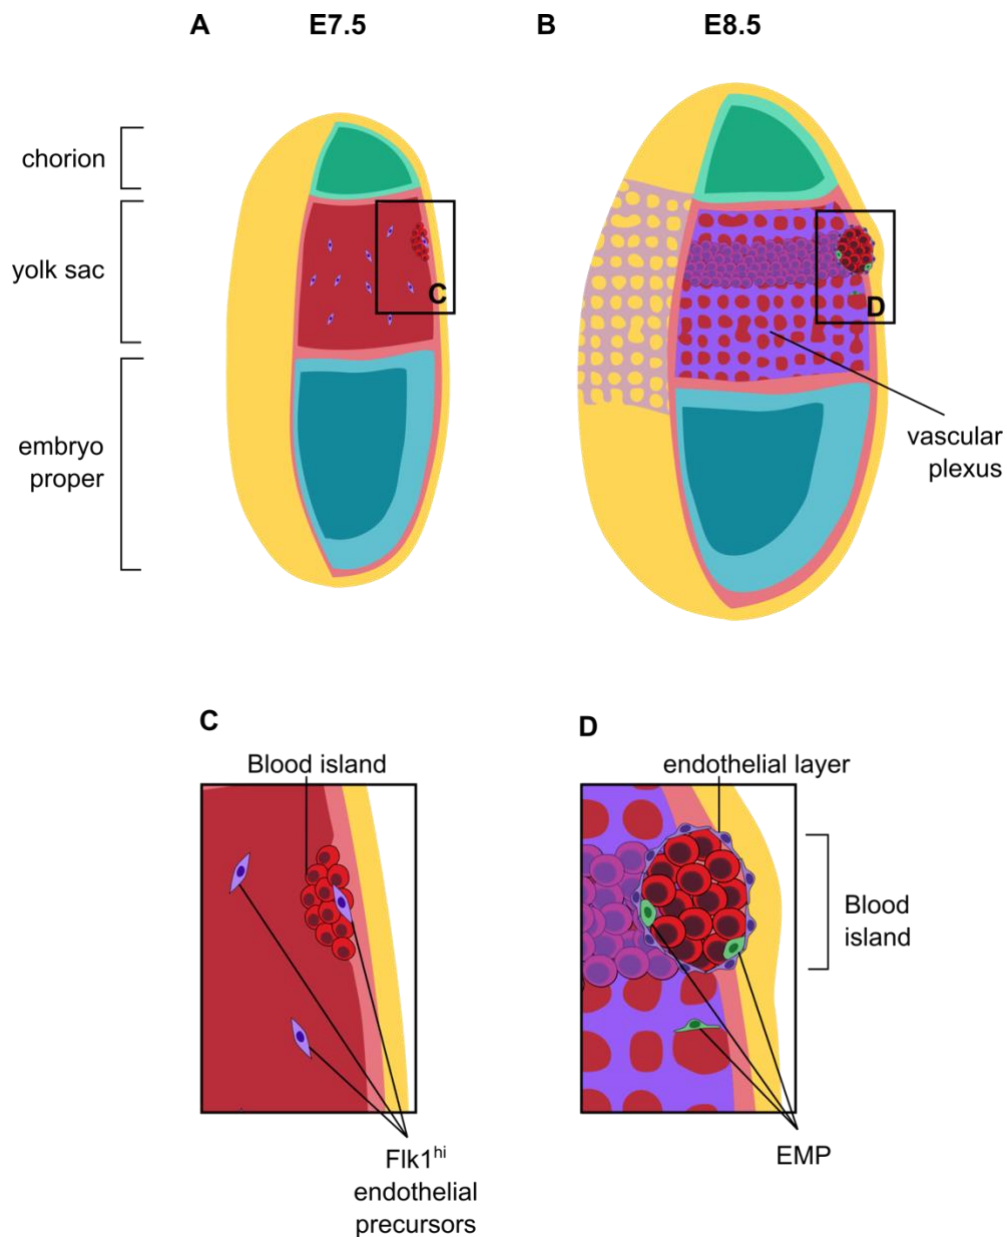 A
E7.5
B
E8.5
chorion
yolk sac
embryo
proper
C
D
vascular
plexus
C
Blood island
Flk1hi
endothelial
precursors
D
endothelial layer
Blood
island
EMP